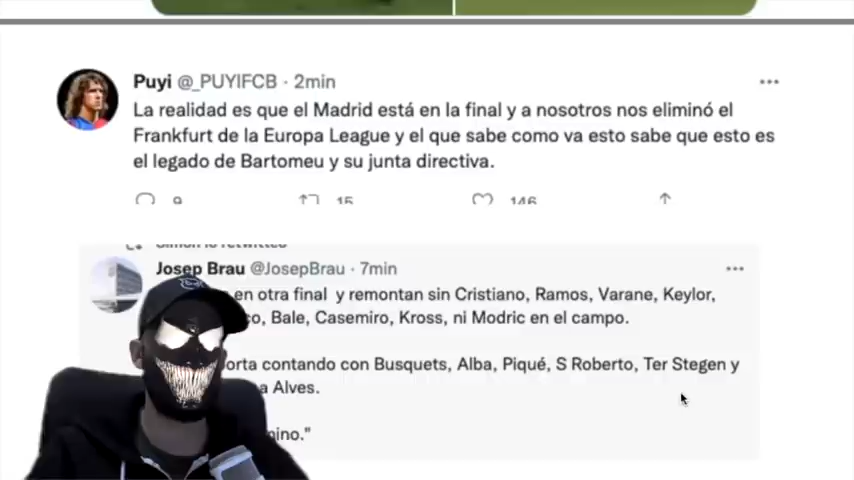 Puyi @_PUYIFCB · 2min
La realidad es que el Madrid está en la final y a nosotros nos eliminó el
Frankfurt de la Europa League y el que sabe como va esto sabe que esto es
el legado de Bartomeu y su junta directiva.
9 15 146
Josep Brau @JosepBrau · 7min
en otra final y remontan sin Cristiano, Ramos, Varane, Keylor,
Bale, Casemiro, Kross, ni Modric en el campo.
contando con Busquets, Alba, Piqué, S Roberto, Ter Stegen y
Alves.